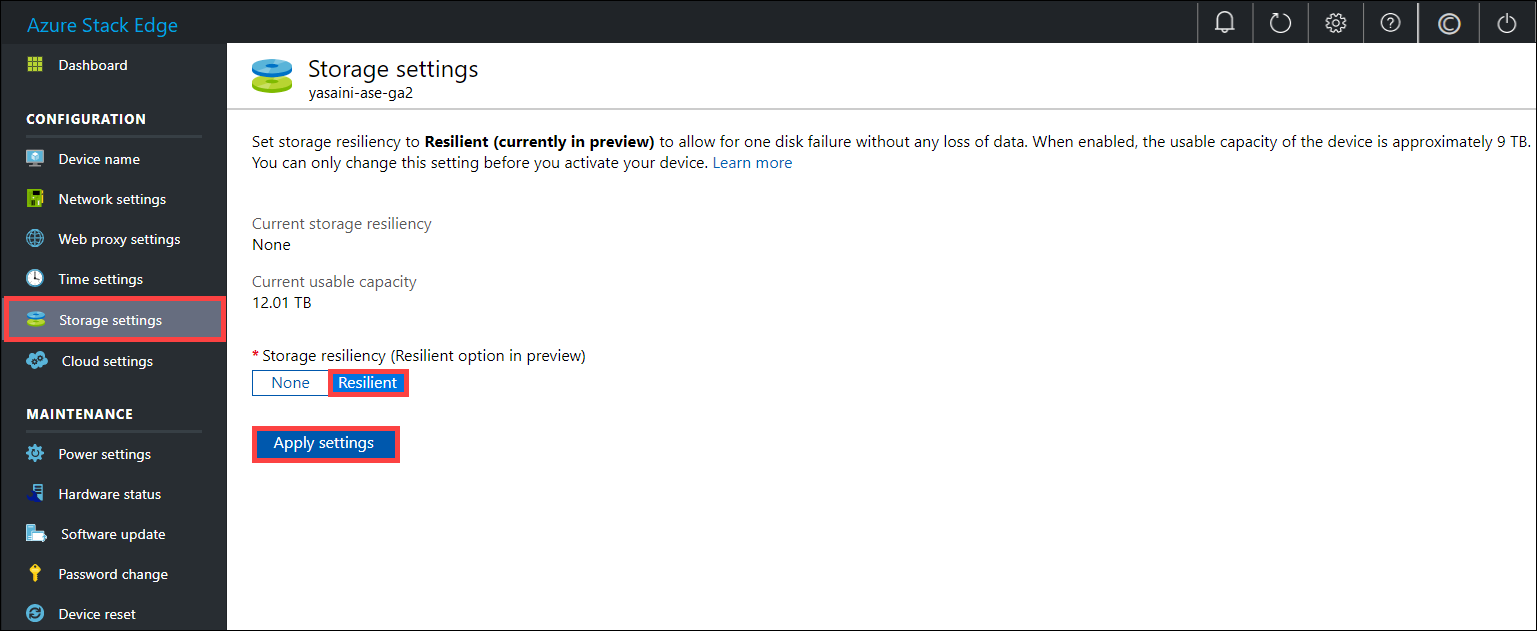 Azure Stack Edge
Dashboard
CONFIGURATION
Device name
Network settings
Web proxy settings
Time settings
Storage settings
Cloud settings
MAINTENANCE
Power settings
Hardware status
Software update
Password change
Device reset
Storage settings
yasaini-ase-ga2
Set storage resiliency to Resilient (currently in preview) to allow for one disk failure without any loss of data. When enabled, the usable capacity of the device is approximately 9 TB.
You can only change this setting before you activate your device. Learn more
Current storage resiliency
None
Current usable capacity
12.01 TB
* Storage resiliency (Resilient option in preview)
None Resilient
Apply settings